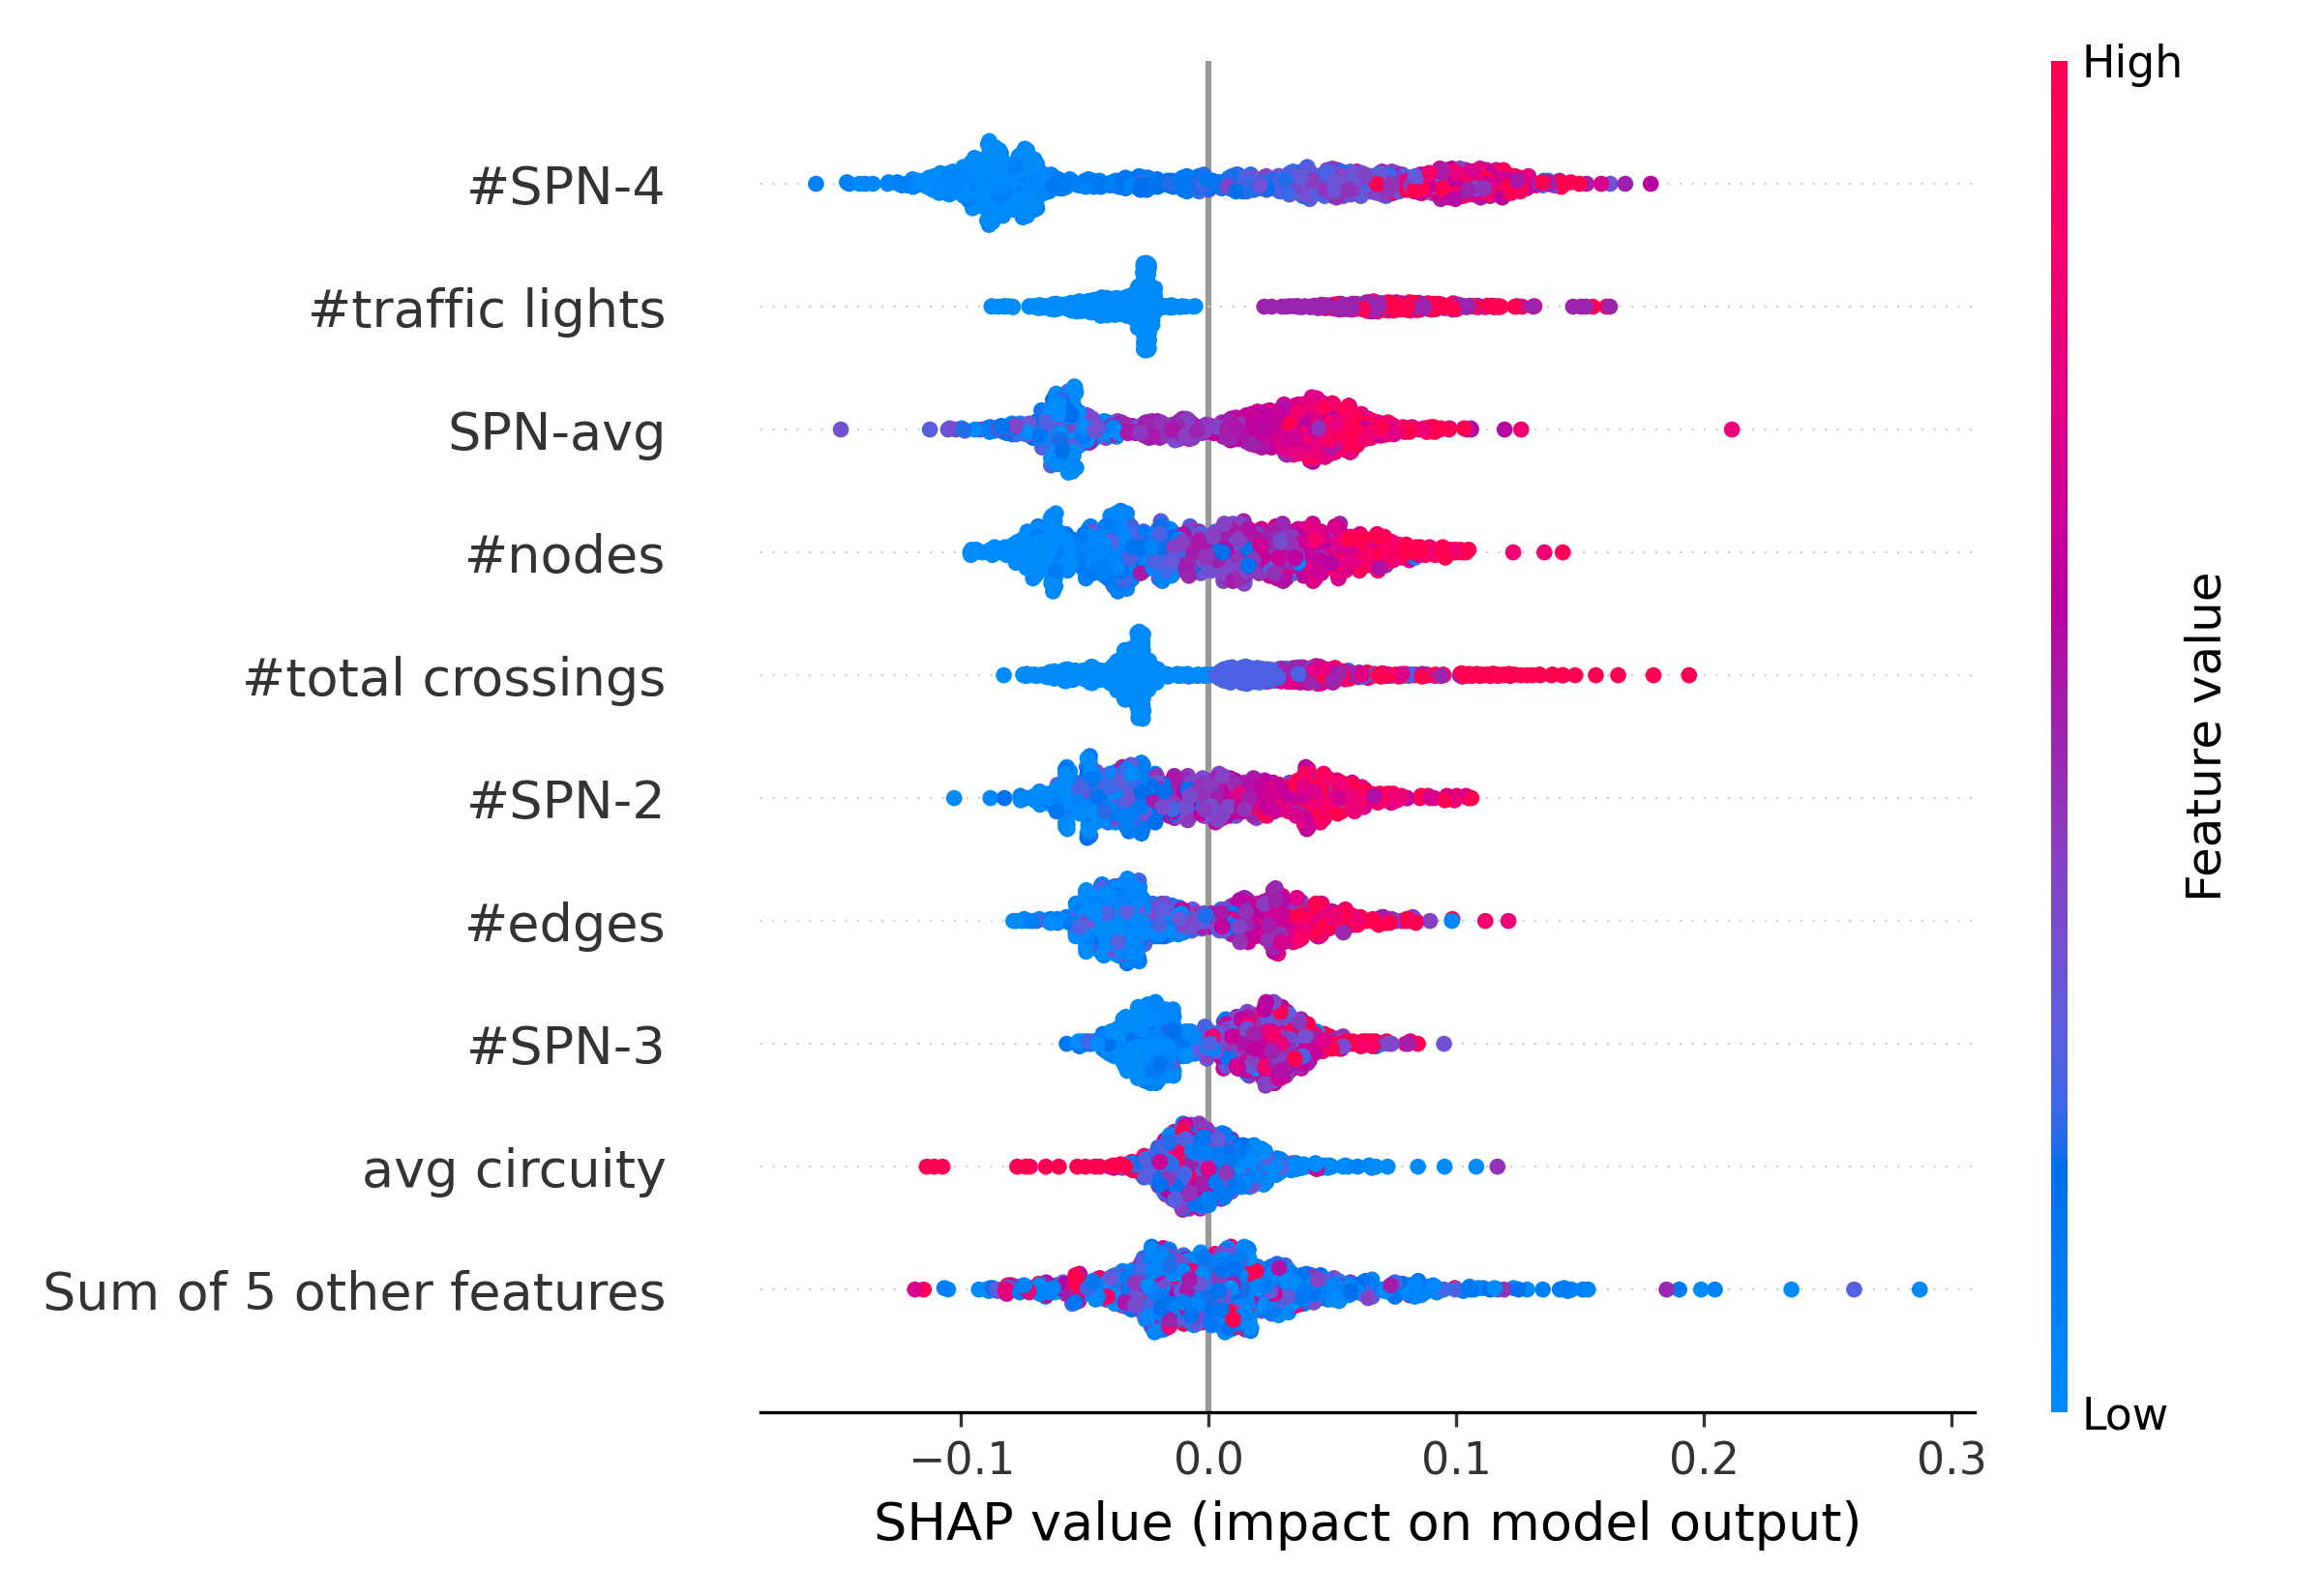 High
#SPN-4
#traffic lights
SPN-avg
#nodes
#total crossings
#SPN-2
#edges
#SPN-3
avg circuity
Sum of 5 other features
Feature value
Low
−0.1 0.0 0.1 0.2 0.3
SHAP value (impact on model output)